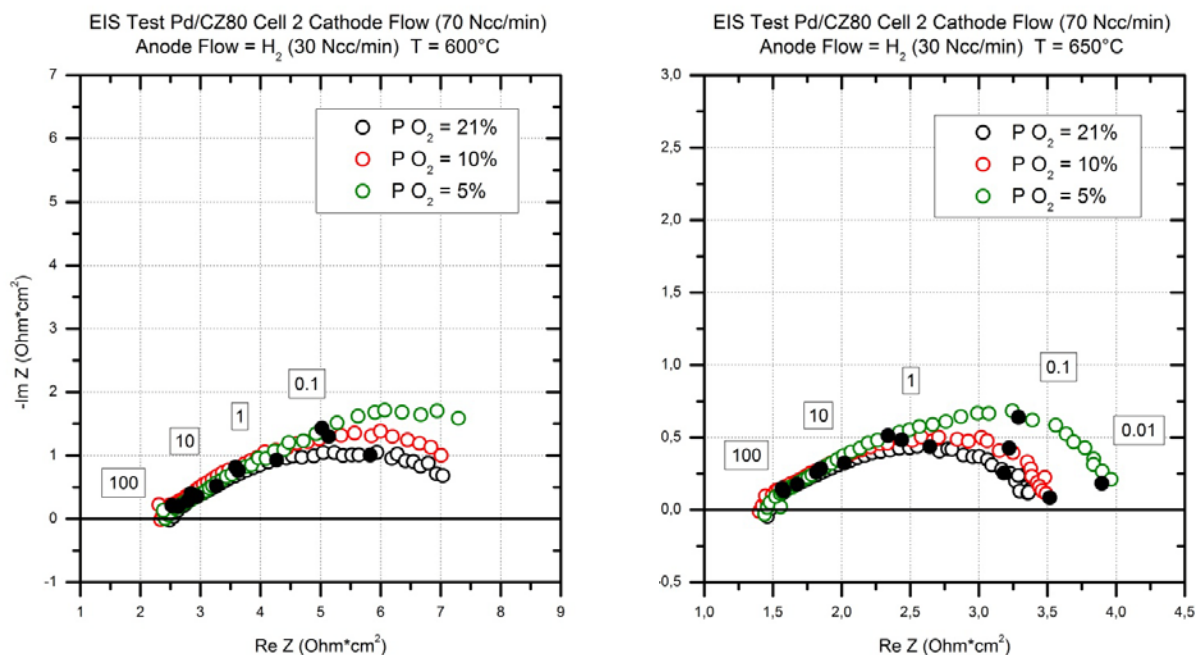 EIS Test Pd/CZ80 Cell 2 Cathode Flow (70 Ncc/min)
Anode Flow = H₂ (30 Ncc/min) T = 600°C
7
6
5
4
3
2
1
0
-1
-Im Z (Ohm*cm²)
P O₂ = 21%
P O₂ = 10%
P O₂ = 5%
0.1
1
10
100
1 2 3 4 5 6 7 8 9
Re Z (Ohm*cm²)
EIS Test Pd/CZ80 Cell 2 Cathode Flow (70 Ncc/min)
Anode Flow = H₂ (30 Ncc/min) T = 650°C
3,0
2,5
2,0
1,5
1,0
0,5
0,0
-0,5
P O₂ = 21%
P O₂ = 10%
P O₂ = 5%
0.1
1
10
0.01
100
1,0 1,5 2,0 2,5 3,0 3,5 4,0 4,5
Re Z (Ohm*cm²)